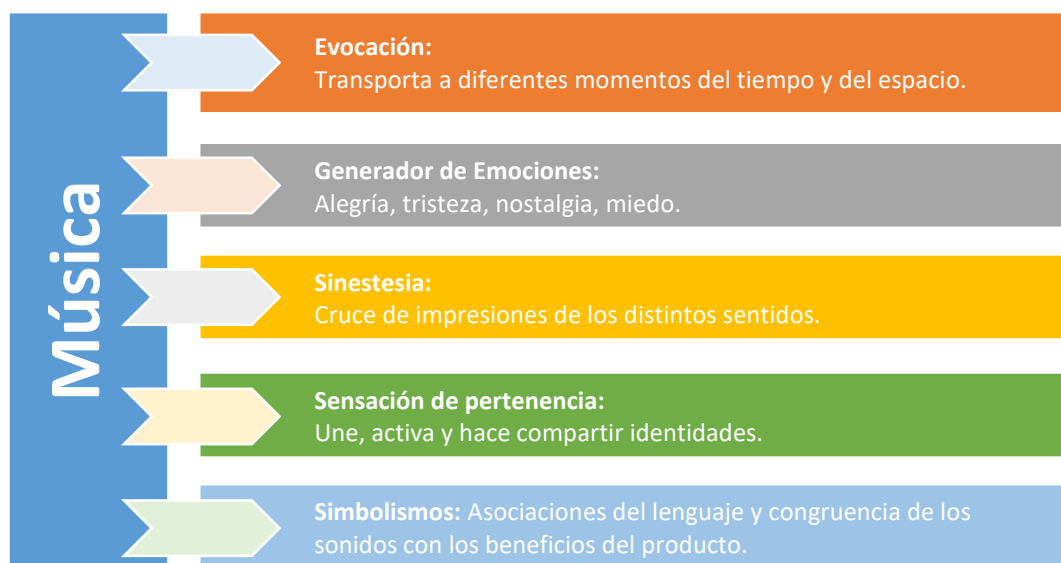 Música
Evocación:
Transporta a diferentes momentos del tiempo y del espacio.
Generador de Emociones:
Alegría, tristeza, nostalgia, miedo.
Sinestesia:
Cruce de impresiones de los distintos sentidos.
Sensación de pertenencia:
Une, activa y hace compartir identidades.
Simbolismos: Asociaciones del lenguaje y congruencia de los
sonidos con los beneficios del producto.